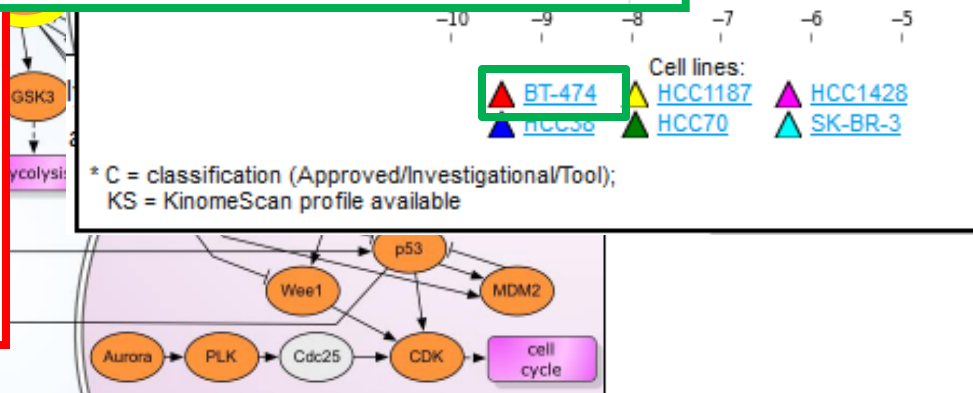 -10 -9 -8 -7 -6 -5
GSK3
Cell lines:
BT-474 HCC1187 HCC1428
HCC38 HCC70 SK-BR-3
* C = classification (Approved/Investigational/Tool);
KS = KinomeScan profile available
p53
Wee1 MDM2
Aurora PLK Cdc25 CDK
cell
cycle